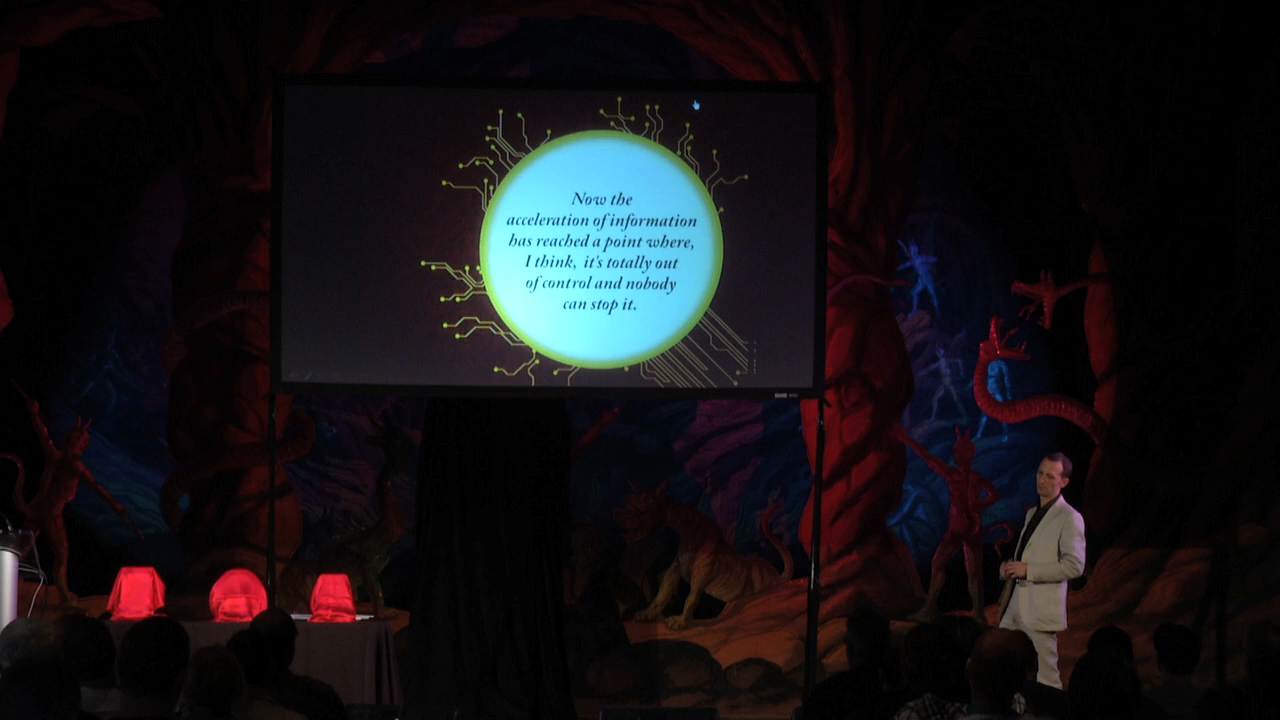 Now the
acceleration of information
has reached a point where,
I think, it's totally out
of control and nobody
can stop it.